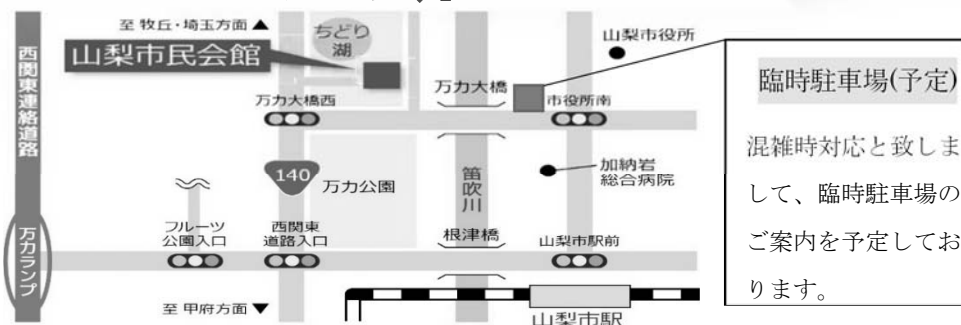 至 牧丘・埼玉方面 ▲
ちどり
湖
山梨市役所
山梨市民会館
西関東連絡道路
万力大橋
万力大橋西
市役所南
臨時駐車場(予定)
混雑時対応と致しま
して、臨時駐車場の
ご案内を予定してお
ります。
140
万力公園
笛吹川
加納岩
総合病院
フルーツ
公園入口
西関東
道路入口
根津橋
山梨市駅前
万力ランプ
至 甲府方面 ▼
山梨市駅